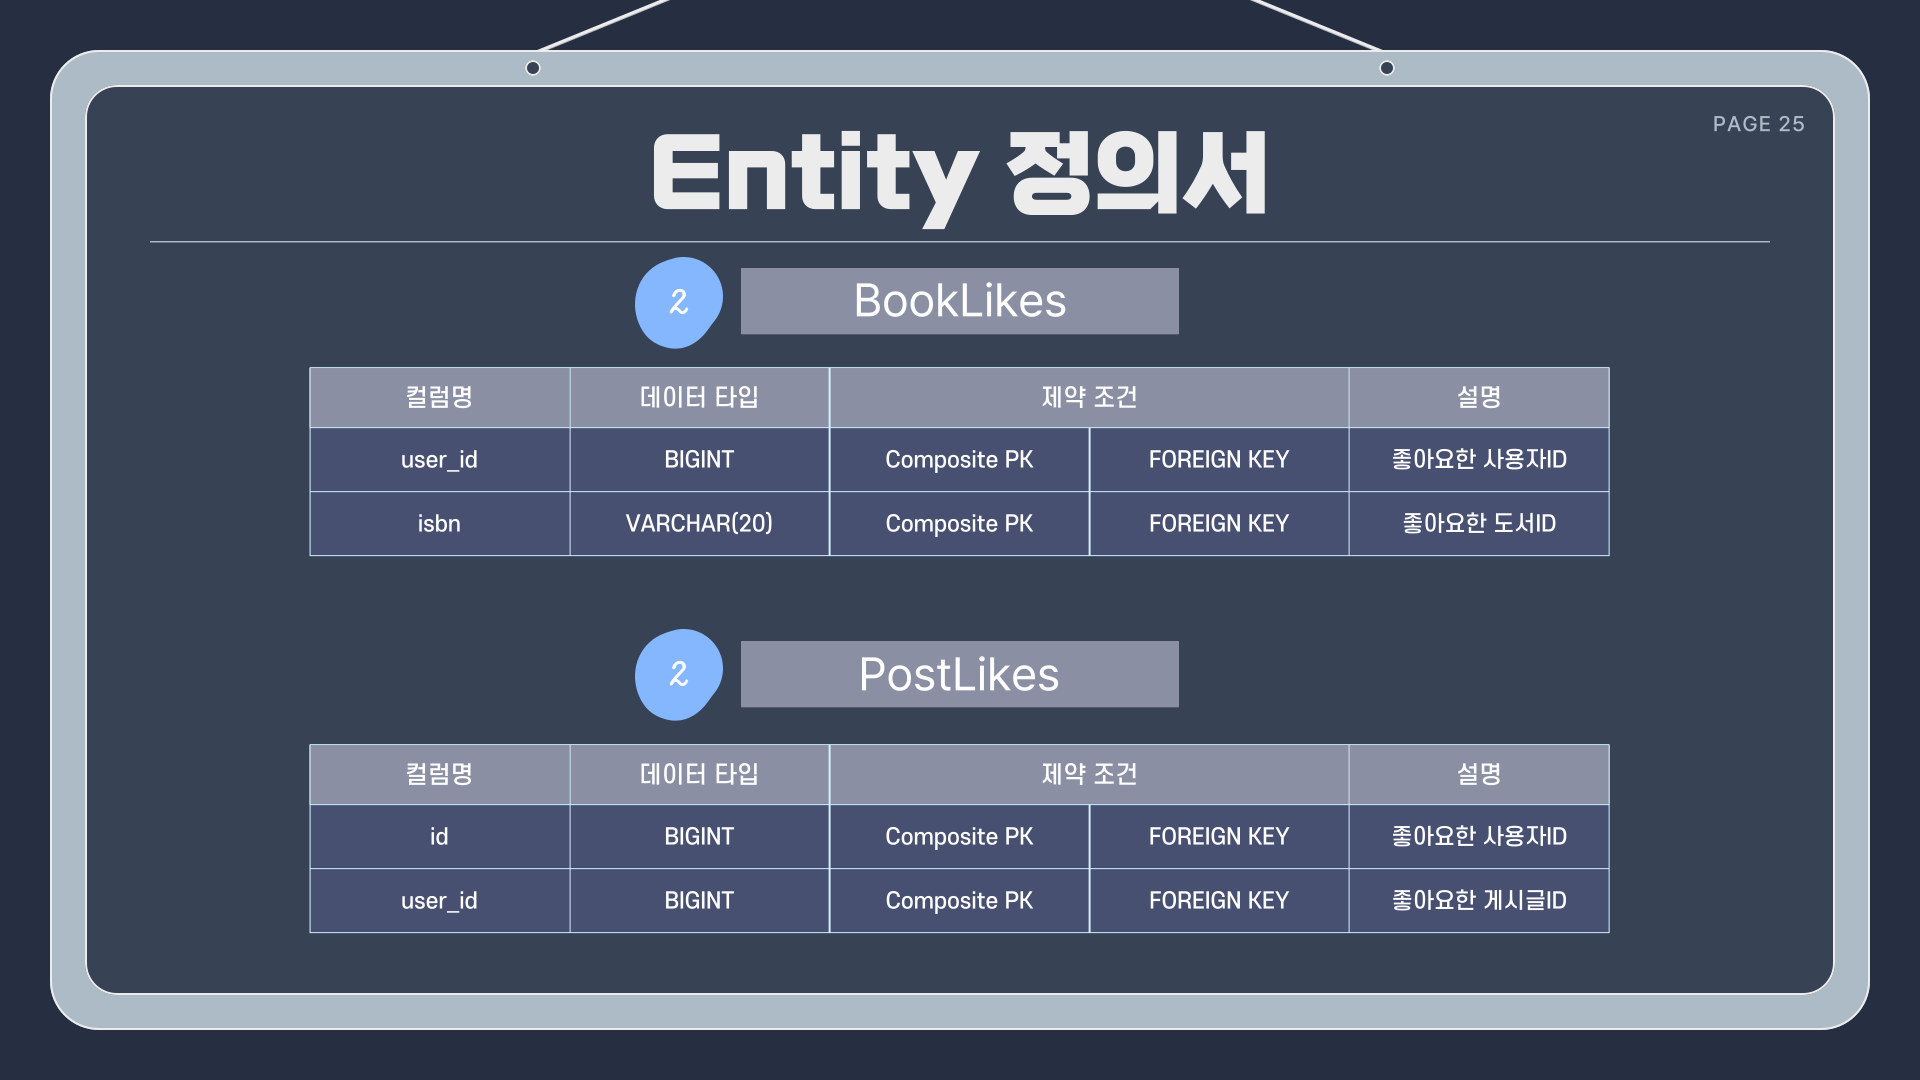 PAGE 25
Entity 정의서
2 BookLikes
컬럼명 데이터 타입 제약 조건 설명
user_id BIGINT Composite PK FOREIGN KEY 좋아요한 사용자ID
isbn VARCHAR(20) Composite PK FOREIGN KEY 좋아요한 도서ID
2 PostLikes
컬럼명 데이터 타입 제약 조건 설명
id BIGINT Composite PK FOREIGN KEY 좋아요한 사용자ID
user_id BIGINT Composite PK FOREIGN KEY 좋아요한 게시글ID